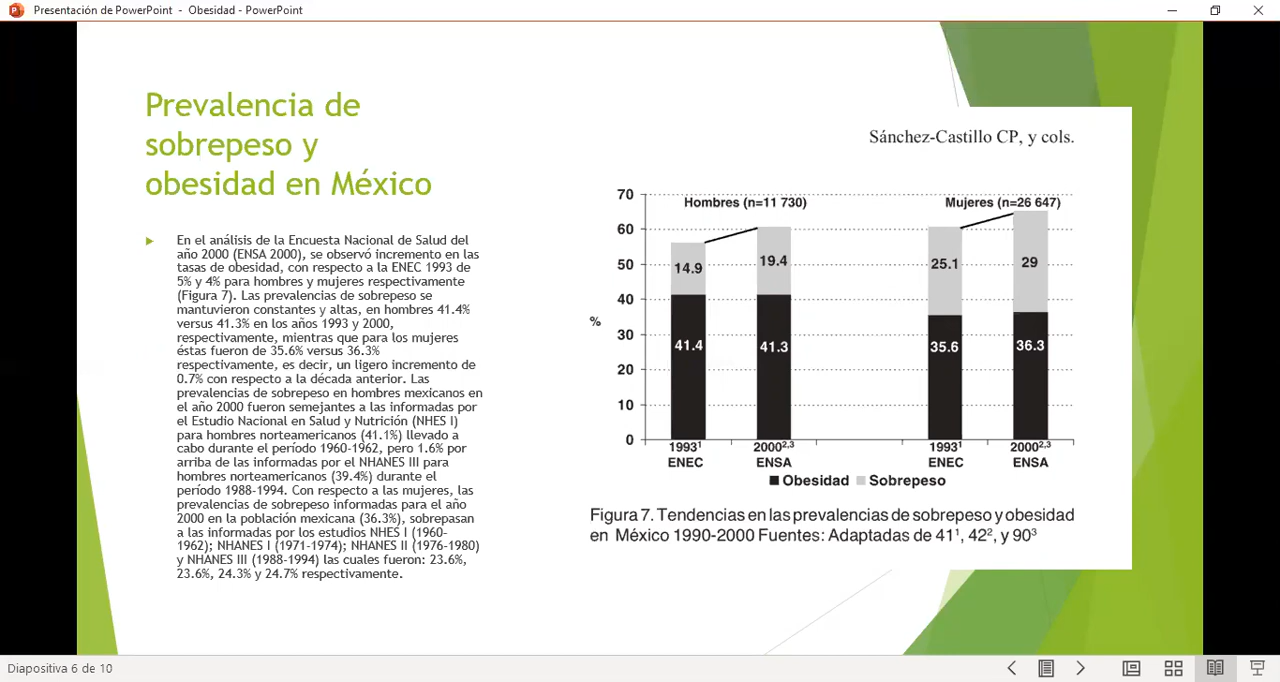 Presentación de PowerPoint - Obesidad - PowerPoint
Prevalencia de
sobrepeso y
obesidad en México
En el análisis de la Encuesta Nacional de Salud del
año 2000 (ENSA 2000), se observó incremento en las
tasas de obesidad, con respecto a la ENEC 1993 de
5% y 4% para hombres y mujeres respectivamente
(Figura 7). Las prevalencias de sobrepeso se
mantuvieron constantes y altas, en hombres 41.4%
versus 41.3% en los años 1993 y 2000,
respectivamente, mientras que para los mujeres
éstas fueron de 35.6% versus 36.3%
respectivamente, es decir, un ligero incremento de
0.7% con respecto a la década anterior. Las
prevalencias de sobrepeso en hombres mexicanos en
el año 2000 fueron semejantes a las informadas por
el Estudio Nacional en Salud y Nutrición (NHES I)
para hombres norteamericanos (41.1%) llevado a
cabo durante el período 1960-1962, pero 1.6% por
arriba de las informadas por el NHANES III para
hombres norteamericanos (39.4%) durante el
período 1988-1994. Con respecto a las mujeres, las
prevalencias de sobrepeso informadas para el año
2000 en la población mexicana (36.3%), sobrepasan
a las informadas por los estudios NHES I (1960-
1962); NHANES I (1971-1974); NHANES II (1976-1980)
y NHANES III (1988-1994) las cuales fueron: 23.6%,
23.6%, 24.3% y 24.7% respectivamente.
Sánchez-Castillo CP, y cols.
70
60
50
40
30
20
10
0
%
Hombres (n=11 730)
Mujeres (n=26 647)
14.9
19.4
25.1
29
41.4
41.3
35.6
36.3
1993¹
2000²,³
1993¹
2000²,³
ENEC
ENSA
ENEC
ENSA
Obesidad
Sobrepeso
Figura 7. Tendencias en las prevalencias de sobrepeso y obesidad
en México 1990-2000 Fuentes: Adaptadas de 41¹, 42², y 90³
Diapositiva 6 de 10